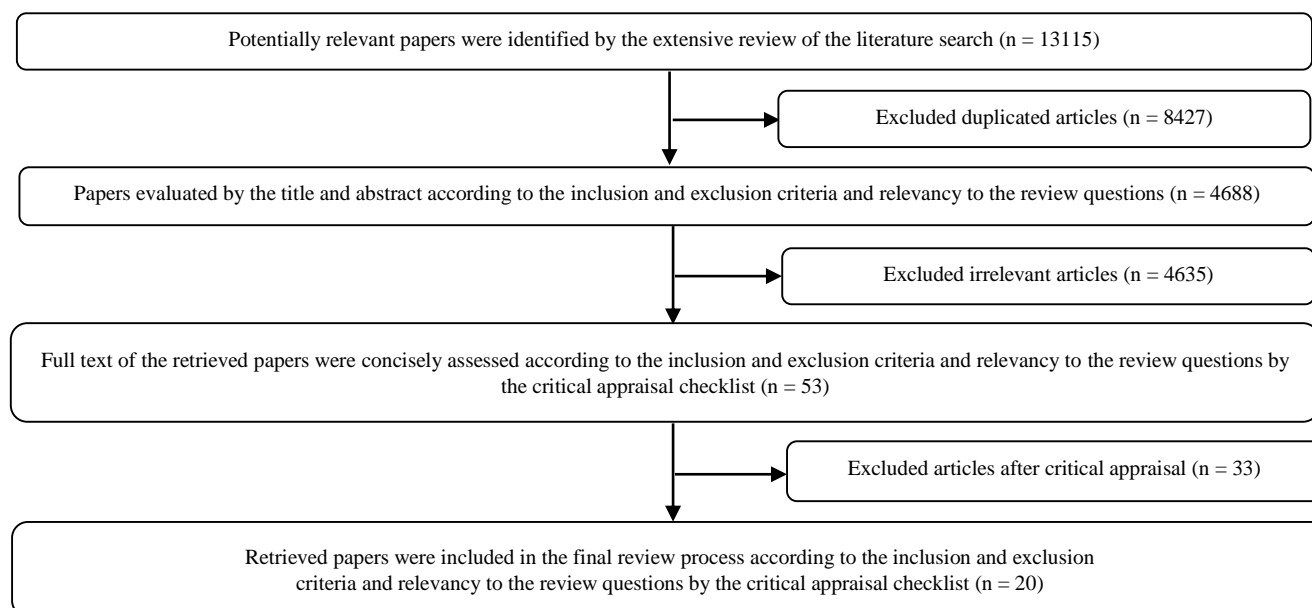 Potentially relevant papers were identified by the extensive review of the literature search (n = 13115)
Excluded duplicated articles (n = 8427)
Papers evaluated by the title and abstract according to the inclusion and exclusion criteria and relevancy to the review questions (n = 4688)
Excluded irrelevant articles (n = 4635)
Full text of the retrieved papers were concisely assessed according to the inclusion and exclusion criteria and relevancy to the review questions by
the critical appraisal checklist (n = 53)
Excluded articles after critical appraisal (n = 33)
Retrieved papers were included in the final review process according to the inclusion and exclusion
criteria and relevancy to the review questions by the critical appraisal checklist (n = 20)